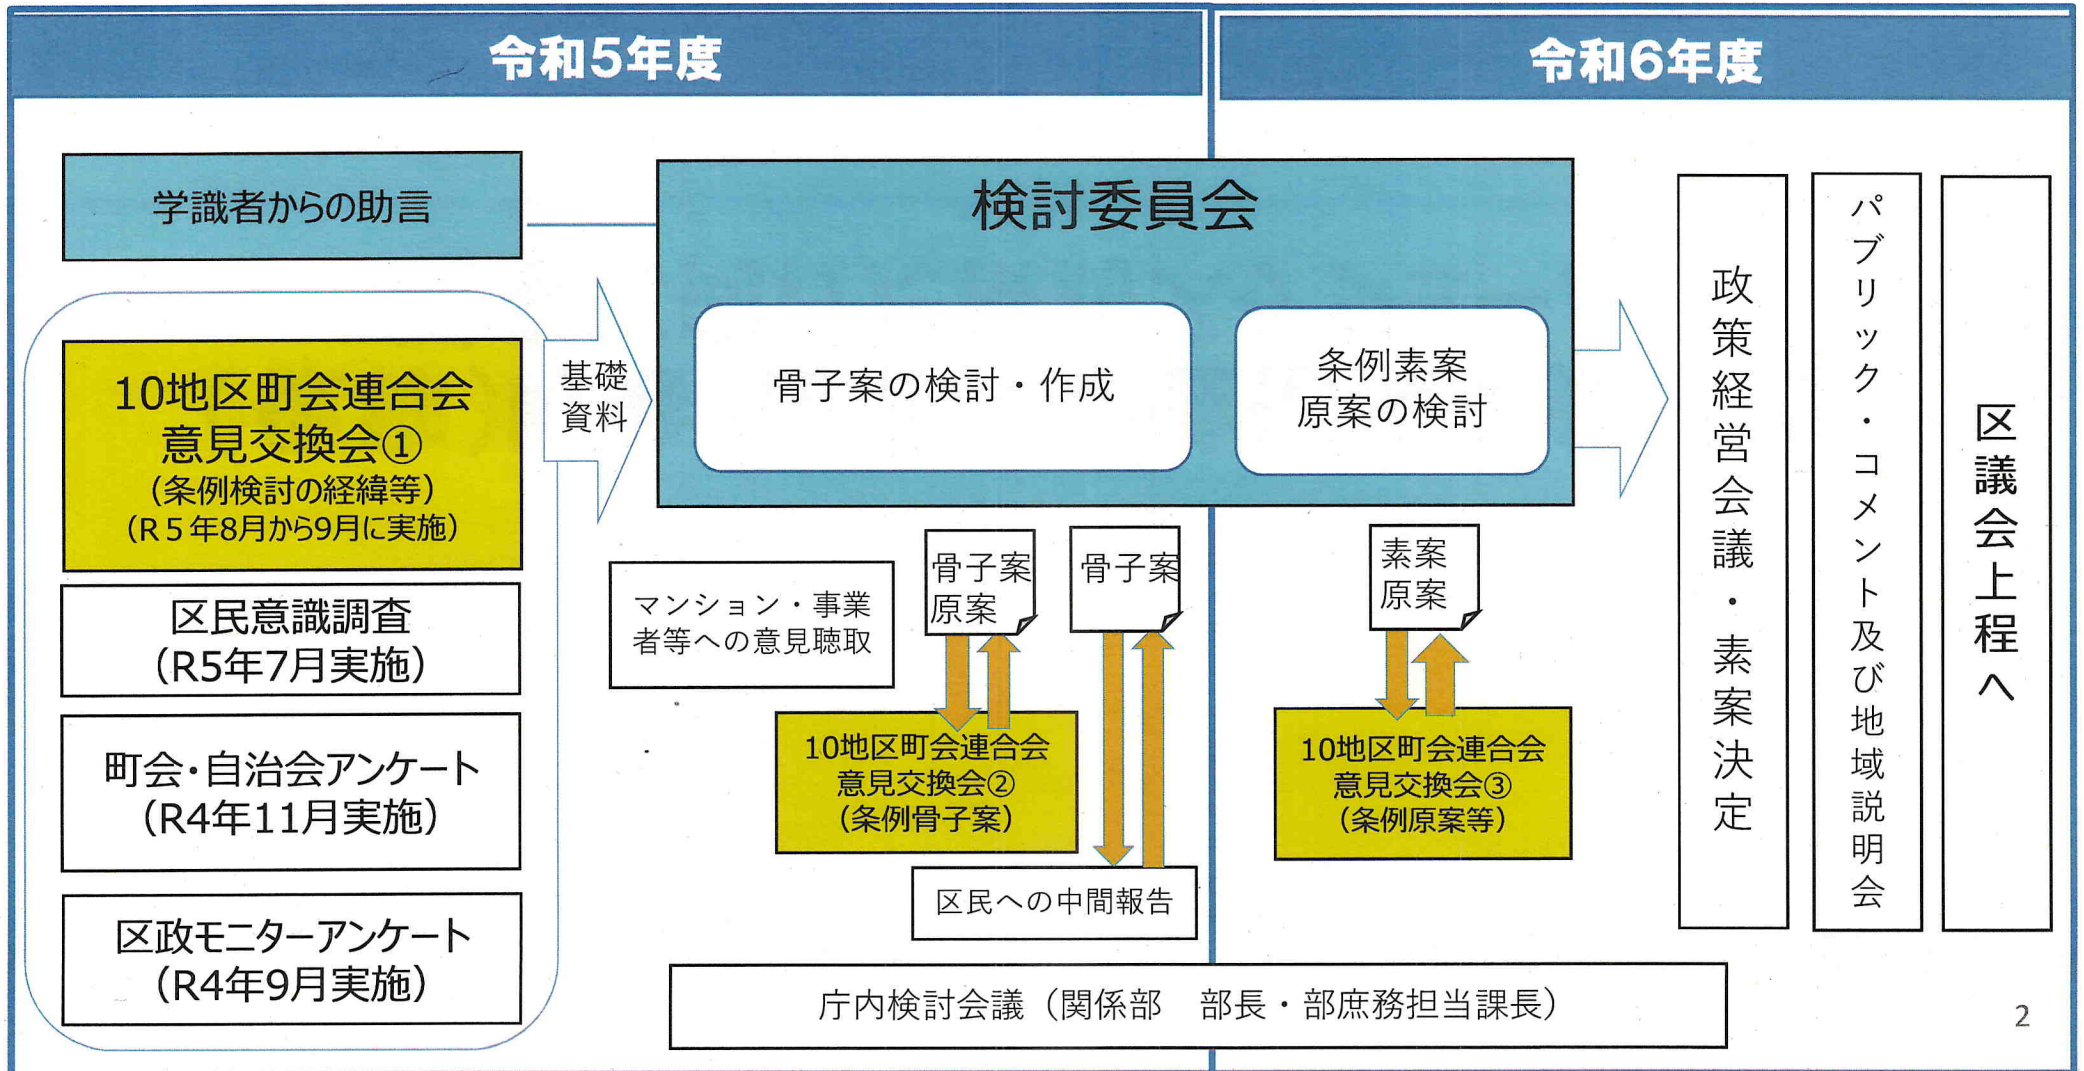 令和5年度
令和6年度
学識者からの助言
10地区町会連合会
意見交換会①
（条例検討の経緯等）
（R５年8月から9月に実施）
区民意識調査
（R5年7月実施）
町会・自治会アンケート
（R4年11月実施）
区政モニターアンケート
（R4年9月実施）
基礎
資料
検討委員会
骨子案の検討・作成
条例素案
原案の検討
マンション・事業
者等への意見聴取
骨子案
原案
骨子案
素案
原案
10地区町会連合会
意見交換会②
（条例骨子案）
10地区町会連合会
意見交換会③
（条例原案等）
区民への中間報告
庁内検討会議（関係部　部長・部庶務担当課長）
政策経営会議・素案決定
パブリック・コメント及び地域説明会
区議会上程へ
2